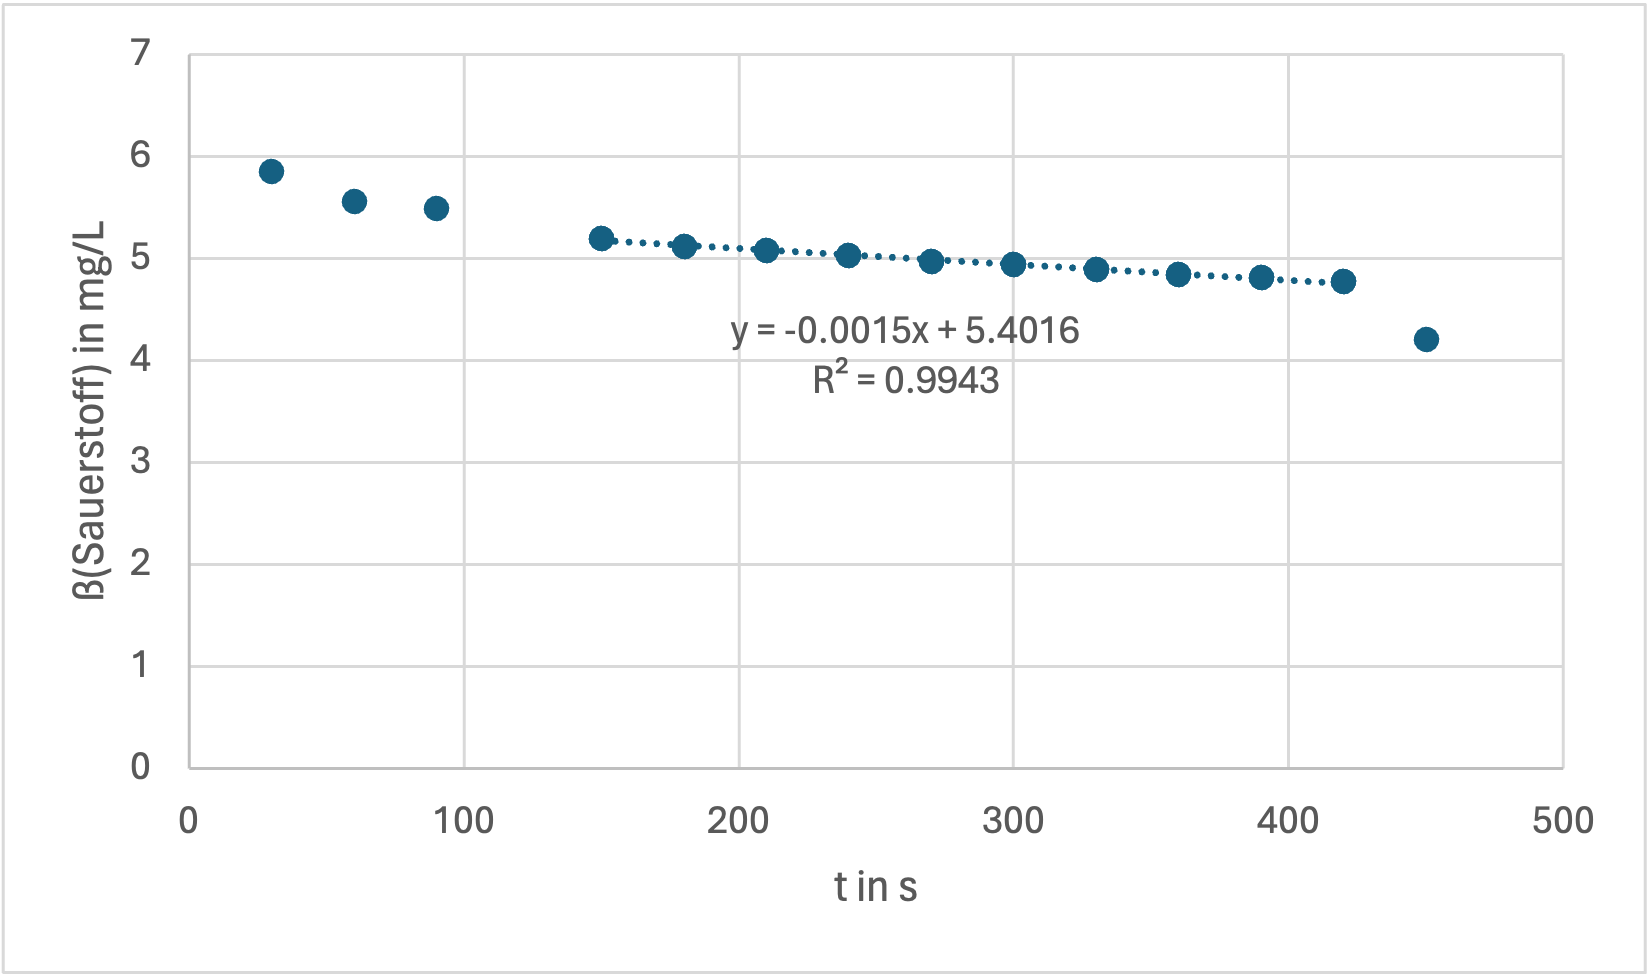 7
6
5
4
3
2
1
0
ß(Sauerstoff) in mg/L
y = -0.0015x + 5.4016
R² = 0.9943
0 100 200 300 400 500
t in s